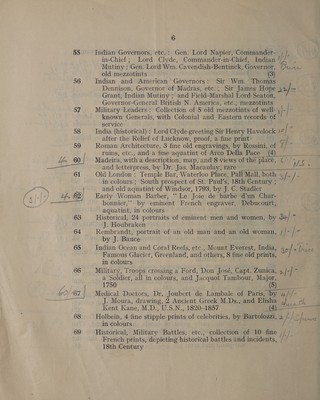 6
55 Indian Governors, etc. : Gen. Lord Napier, Commander-
in-Chief ; Lord Clyde, Commander-in-Chief, Indian
Mutiny ; Gen. Lord Wm. Cavendish-Bentinck, Governor,
old mezzotints (3)
56 Indian and American Governors : Sir Wm. Thomas
Dennison, Governor of Madras, etc. ; Sir James Hope
Grant, Indian Mutiny ; and Field-Marshal Lord Seaton,
Governor-General British N. America, etc., mezzotints
57 Military Leaders : Collection of 5 old mezzotints of well-
known Generals, with Colonial and Eastern records of
service
58 India (historical) : Lord Clyde greeting Sir Henry Havelock
after the Relief of Lucknow, proof, a fine print
59 Roman Architecture, 3 fine old engravings, by Rossini, of
ruins, etc., and a fine aquatint of Arco Della Pace (4)
60 Madeira, with a description, map, and 8 views of the place,
and letterpress, by Dr. Jas. Macaulay, rare
61 Old London : Temple Bar, Waterloo Place, Pall Mall, both
in colours ; South prospect of St. Paul's, 18th Century ;
and old aquatint of Windsor, 1793, by J. C. Stadler
62 Early Woman Barber, "La Joie de barbe d'un Char-
bonnier," by eminent French engraver, Debucourt,
aquatint, in colours
63 Historical, 24 portraits of eminent men and women, by
J. Houbraken
64 Rembrandt, portrait of an old man and an old woman,
by J. Bance
65 Indian Ocean and Coral Reefs, etc., Mount Everest, India,
Famous Glacier, Greenland, and others, 8 fine old prints,
in colours
66 Military, Troops crossing a Ford, Don José, Capt. Zunica,
a Soldier, all in colours, and Jacques Tambour, Major,
1750 (5)
67 Medical Doctors, Dr. Joubert de Lambale of Paris, by
J. Moura, drawing, 2 Ancient Greek M.Ds., and Elisha
Kent Kane, M.D., U.S.N., 1820-1857 (4)
68 Holbein, 4 fine stipple prints of celebrities, by Bartolozzi,
in colours
69 Historical, Military Battles, etc., collection of 10 fine
French prints, depicting historical battles and incidents,
18th Century